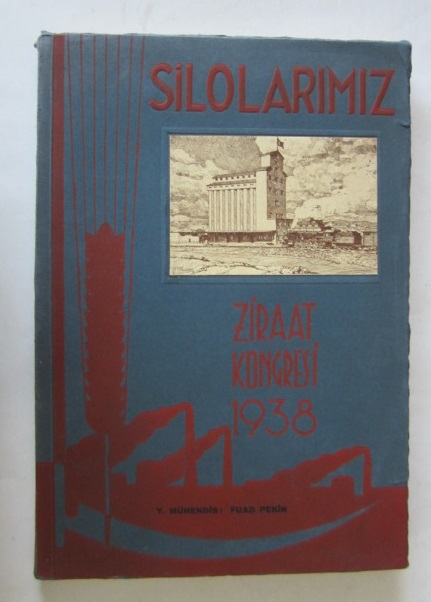 SİLOLARIMIZ
ZİRAAT
KONGRESİ
1938
Y. MÜHENDİS: FUAD PEKİN